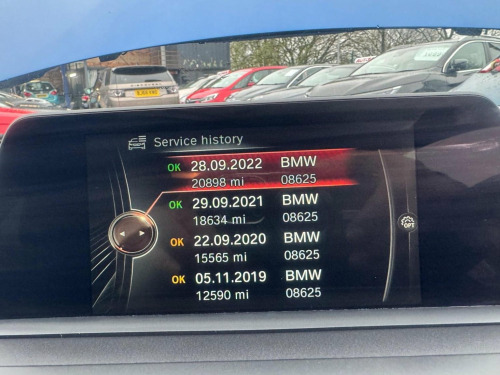 Service history
OK 28.09.2022 BMW
20898 mi 08625
OK 29.09.2021 BMW
18634 mi 08625
OK 22.09.2020 BMW
15565 mi 08625
OK 05.11.2019 BMW
12590 mi 08625
OPT